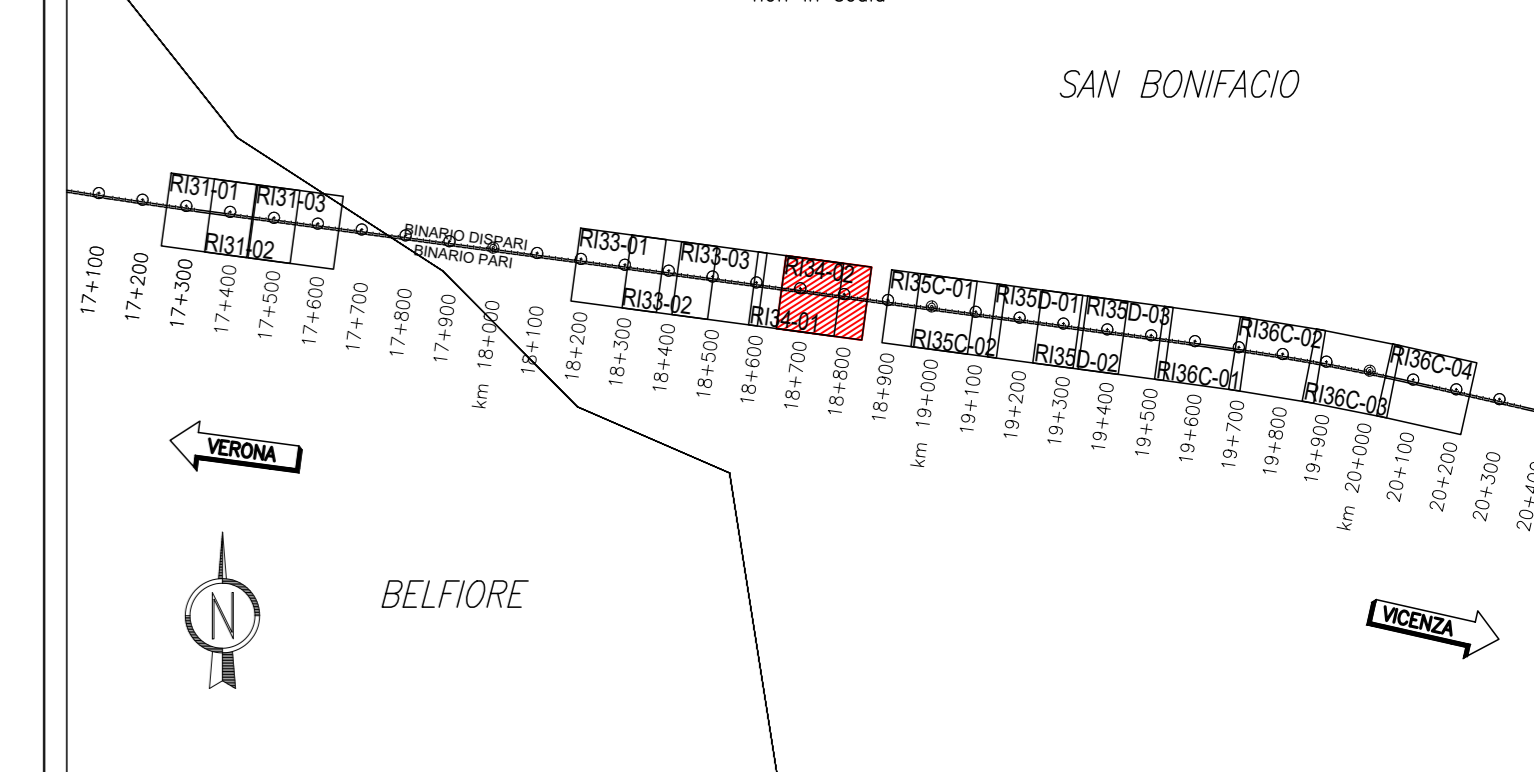 SAN BONIFACIO
RI31-01
RI31-03
RI31-02
BINARIO DISPARI
BINARIO PARI
RI33-01
RI33-03
RI33-02
RI34-02
RI34-01
RI35C-01
RI35D-01
RI35D-03
RI35C-02
RI35D-02
RI36C-01
RI36C-02
RI36C-03
RI36C-04
17+100
17+200
17+300
17+400
17+500
17+600
17+700
17+800
17+900
km 18+000
18+100
18+200
18+300
18+400
18+500
18+600
18+700
18+800
18+900
km 19+000
19+100
19+200
19+300
19+400
19+500
19+600
19+700
19+800
19+900
km 20+000
20+100
20+200
20+300
VERONA
N
BELFIORE
VICENZA